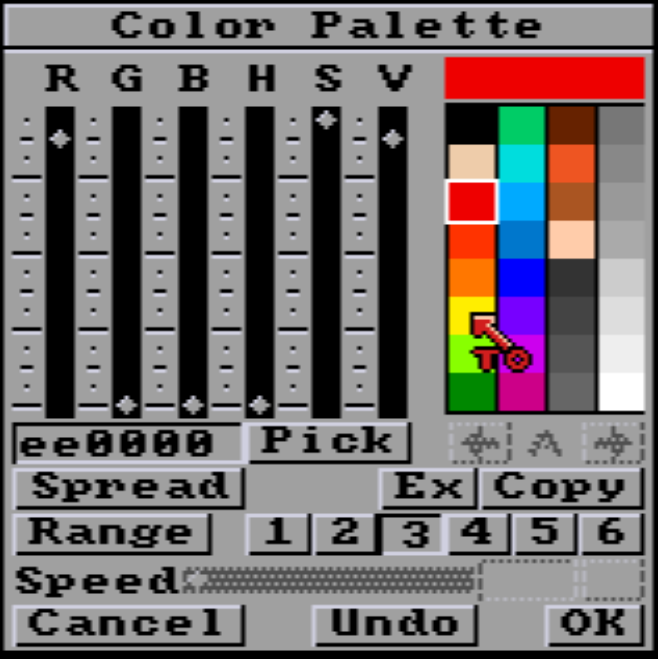 Color Palette
R G B H S V
ee0000 Pick
Spread Ex Copy
Range 1 2 3 4 5 6
Speed
Cancel Undo OK